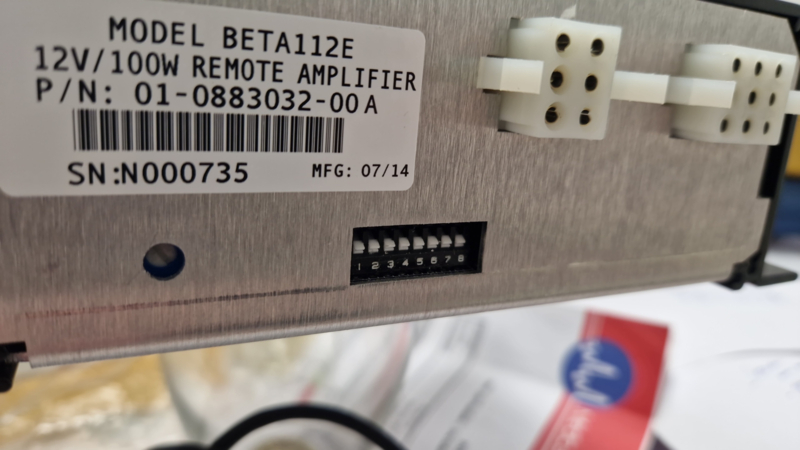 MODEL BETA112E
12V/100W REMOTE AMPLIFIER
P/N: 01-0883032-00 A
SN:N000735
MFG: 07/14
1 2 3 4 5 6 7 8